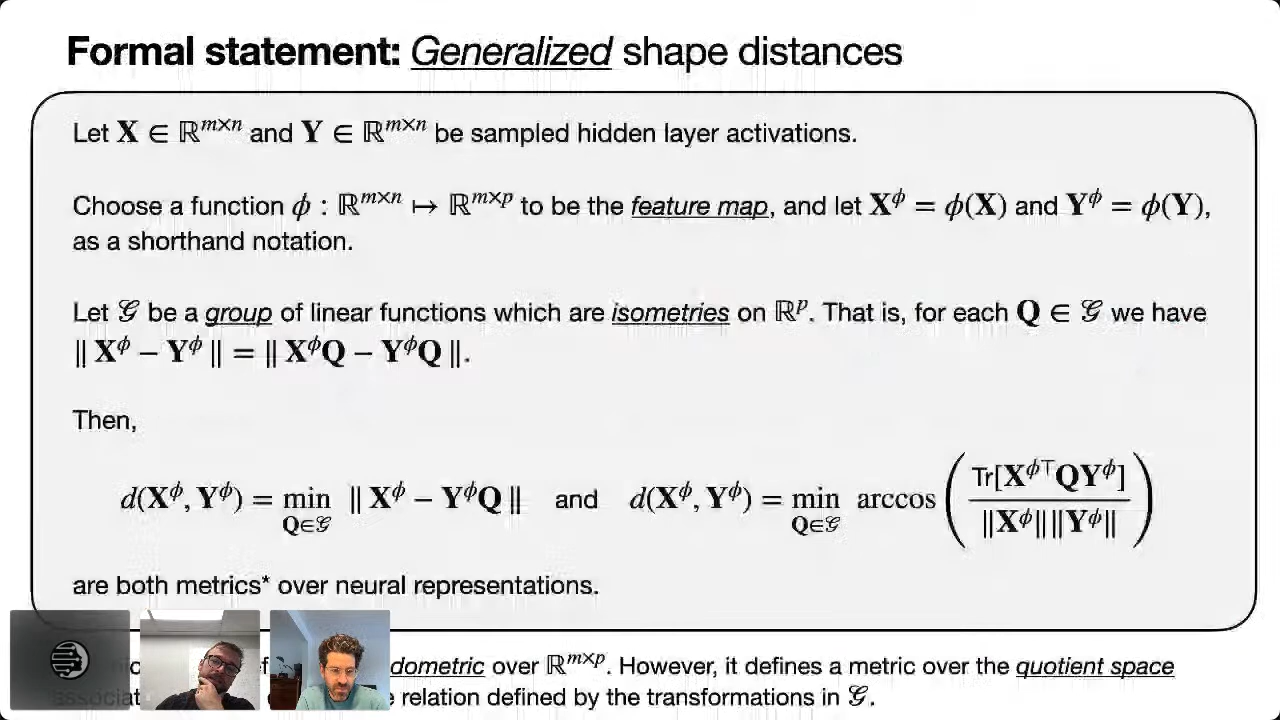 Formal statement: Generalized shape distances
Let X ∈ ℝ^{m×n} and Y ∈ ℝ^{m×n} be sampled hidden layer activations.
Choose a function ϕ : ℝ^{m×n} ↦ ℝ^{m×p} to be the feature map, and let X^ϕ = ϕ(X) and Y^ϕ = ϕ(Y),
as a shorthand notation.
Let 𝒢 be a group of linear functions which are isometries on ℝ^p. That is, for each Q ∈ 𝒢 we have
‖ X^ϕ − Y^ϕ ‖ = ‖ X^ϕQ − Y^ϕQ ‖.
Then,
d(X^ϕ, Y^ϕ) = min_{Q∈𝒢} ‖ X^ϕ − Y^ϕQ ‖ and d(X^ϕ, Y^ϕ) = min_{Q∈𝒢} arccos ( Tr[X^{ϕ⊤}QY^ϕ] / ‖X^ϕ‖‖Y^ϕ‖ )
are both metrics* over neural representations.
over ℝ^{m×p}. However, it defines a metric over the quotient space
relation defined by the transformations in 𝒢.